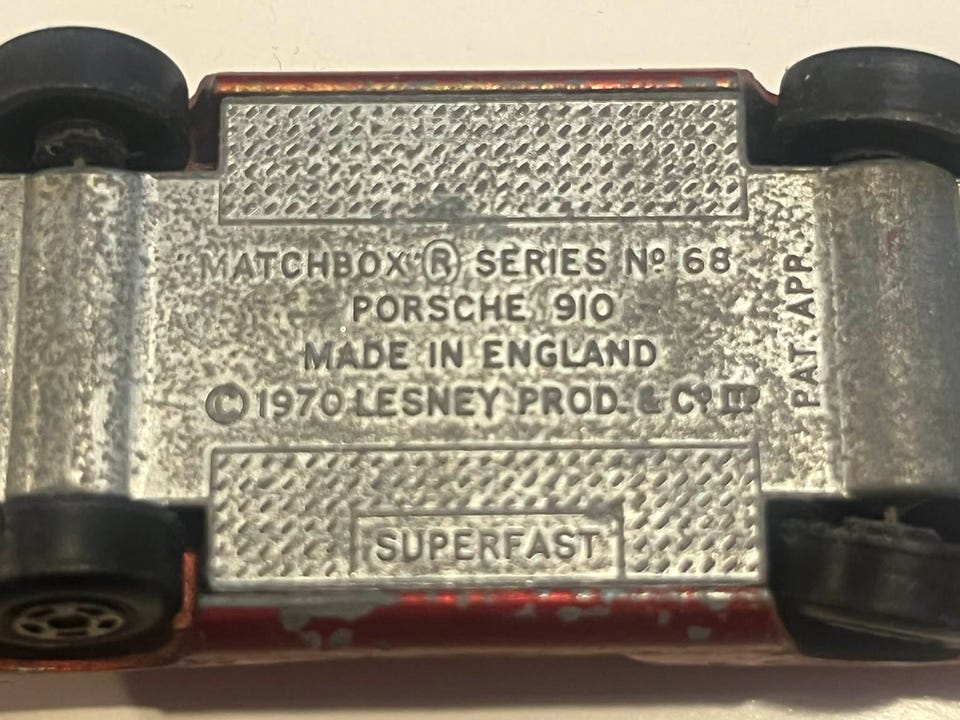 "MATCHBOX" ® SERIES Nº 68
PORSCHE 910
MADE IN ENGLAND
© 1970 LESNEY PROD. & Cº LTD
PAT. APP.
SUPERFAST